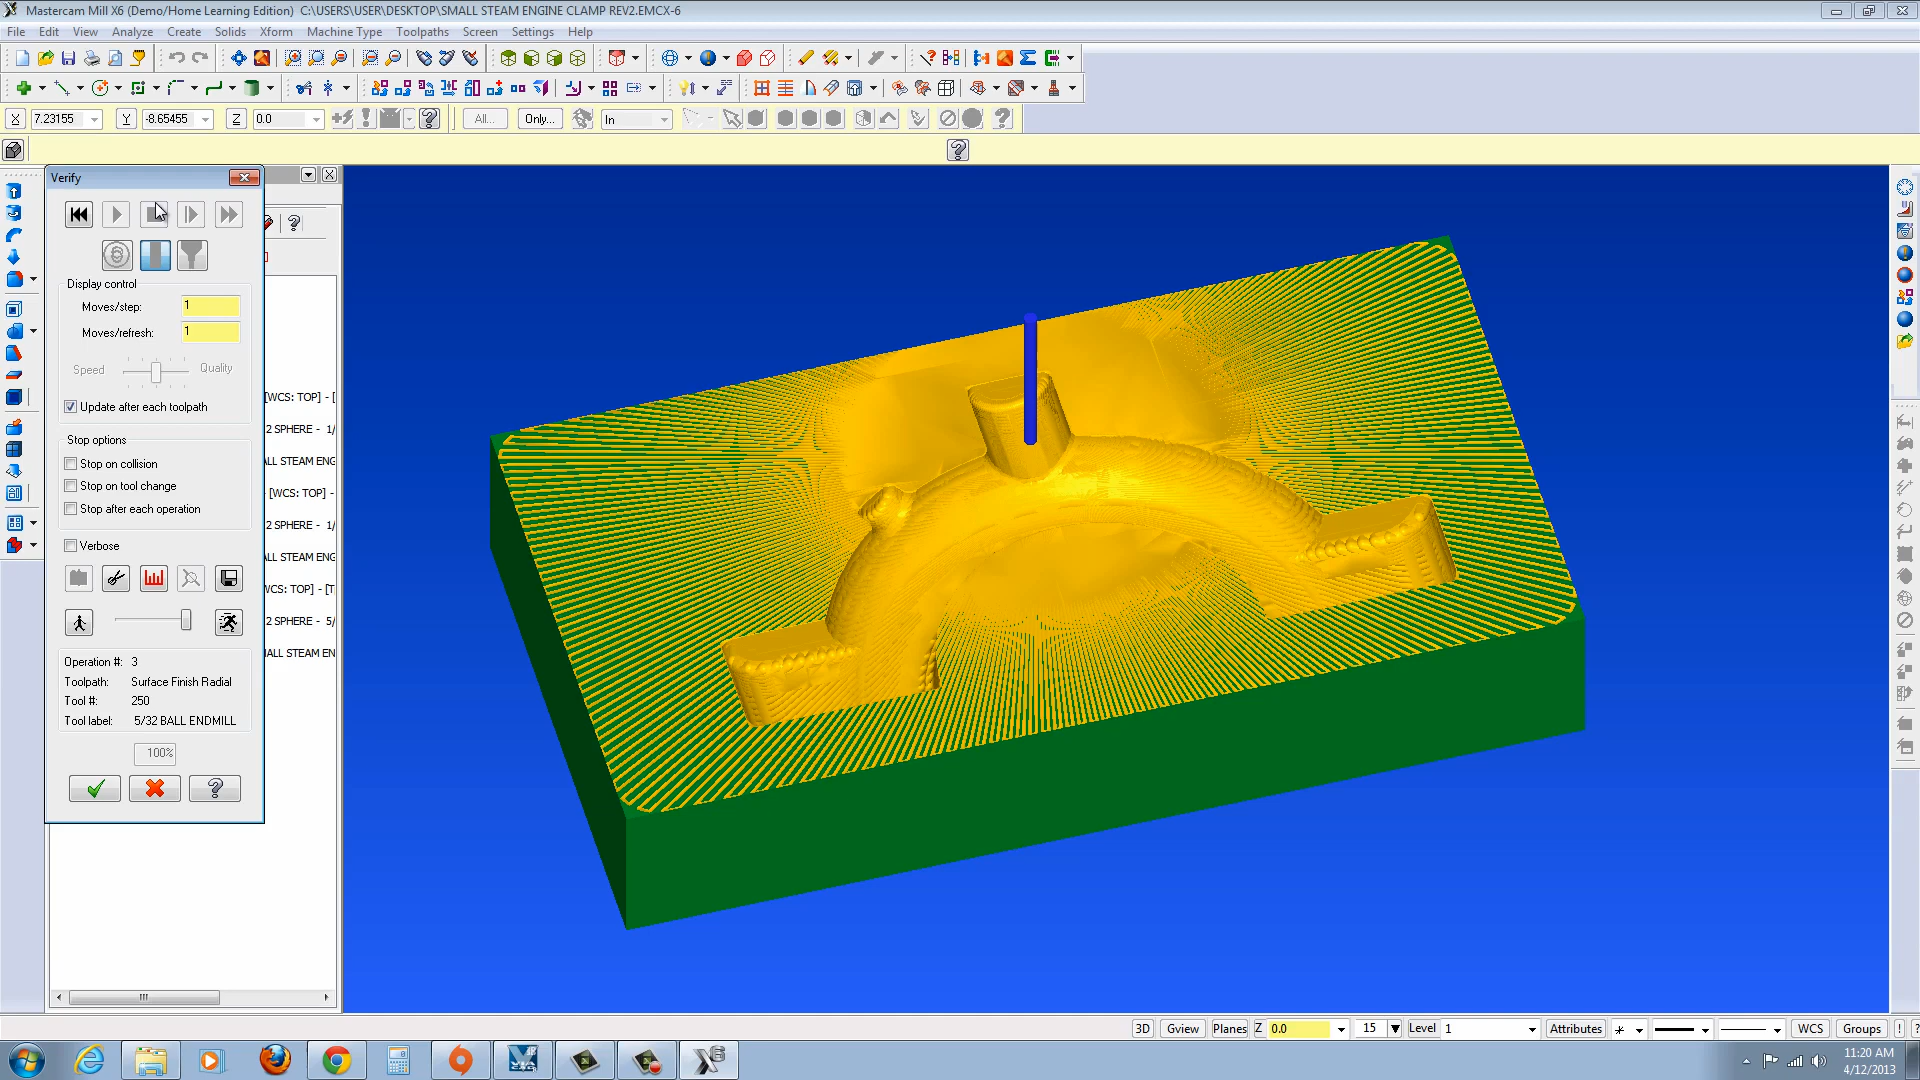 Mastercam Mill X6 (Demo/Home Learning Edition) C:\USERS\USER\DESKTOP\SMALL STEAM ENGINE CLAMP REV2.EMCX-6
File Edit View Analyze Create Solids Xform Machine Type Toolpaths Screen Settings Help
X 7.23155 Y -8.65455 Z 0.0 All... Only... In
Verify
Display control
Moves/step: 1
Moves/refresh: 1
Speed Quality
Update after each toolpath
Stop options
Stop on collision
Stop on tool change
Stop after each operation
Verbose
Operation #: 3
Toolpath: Surface Finish Radial
Tool #: 250
Tool label: 5/32 BALL ENDMILL
100%
[WCS: TOP] - [
2 SPHERE - 1/
ALL STEAM ENG
- [WCS: TOP] -
2 SPHERE - 1/
ALL STEAM ENG
WCS: TOP] - [T
2 SPHERE - 5/
ALL STEAM EN
3D Gview Planes Z 0.0 15 Level 1 Attributes WCS Groups ! ?
11:20 AM
4/12/2013